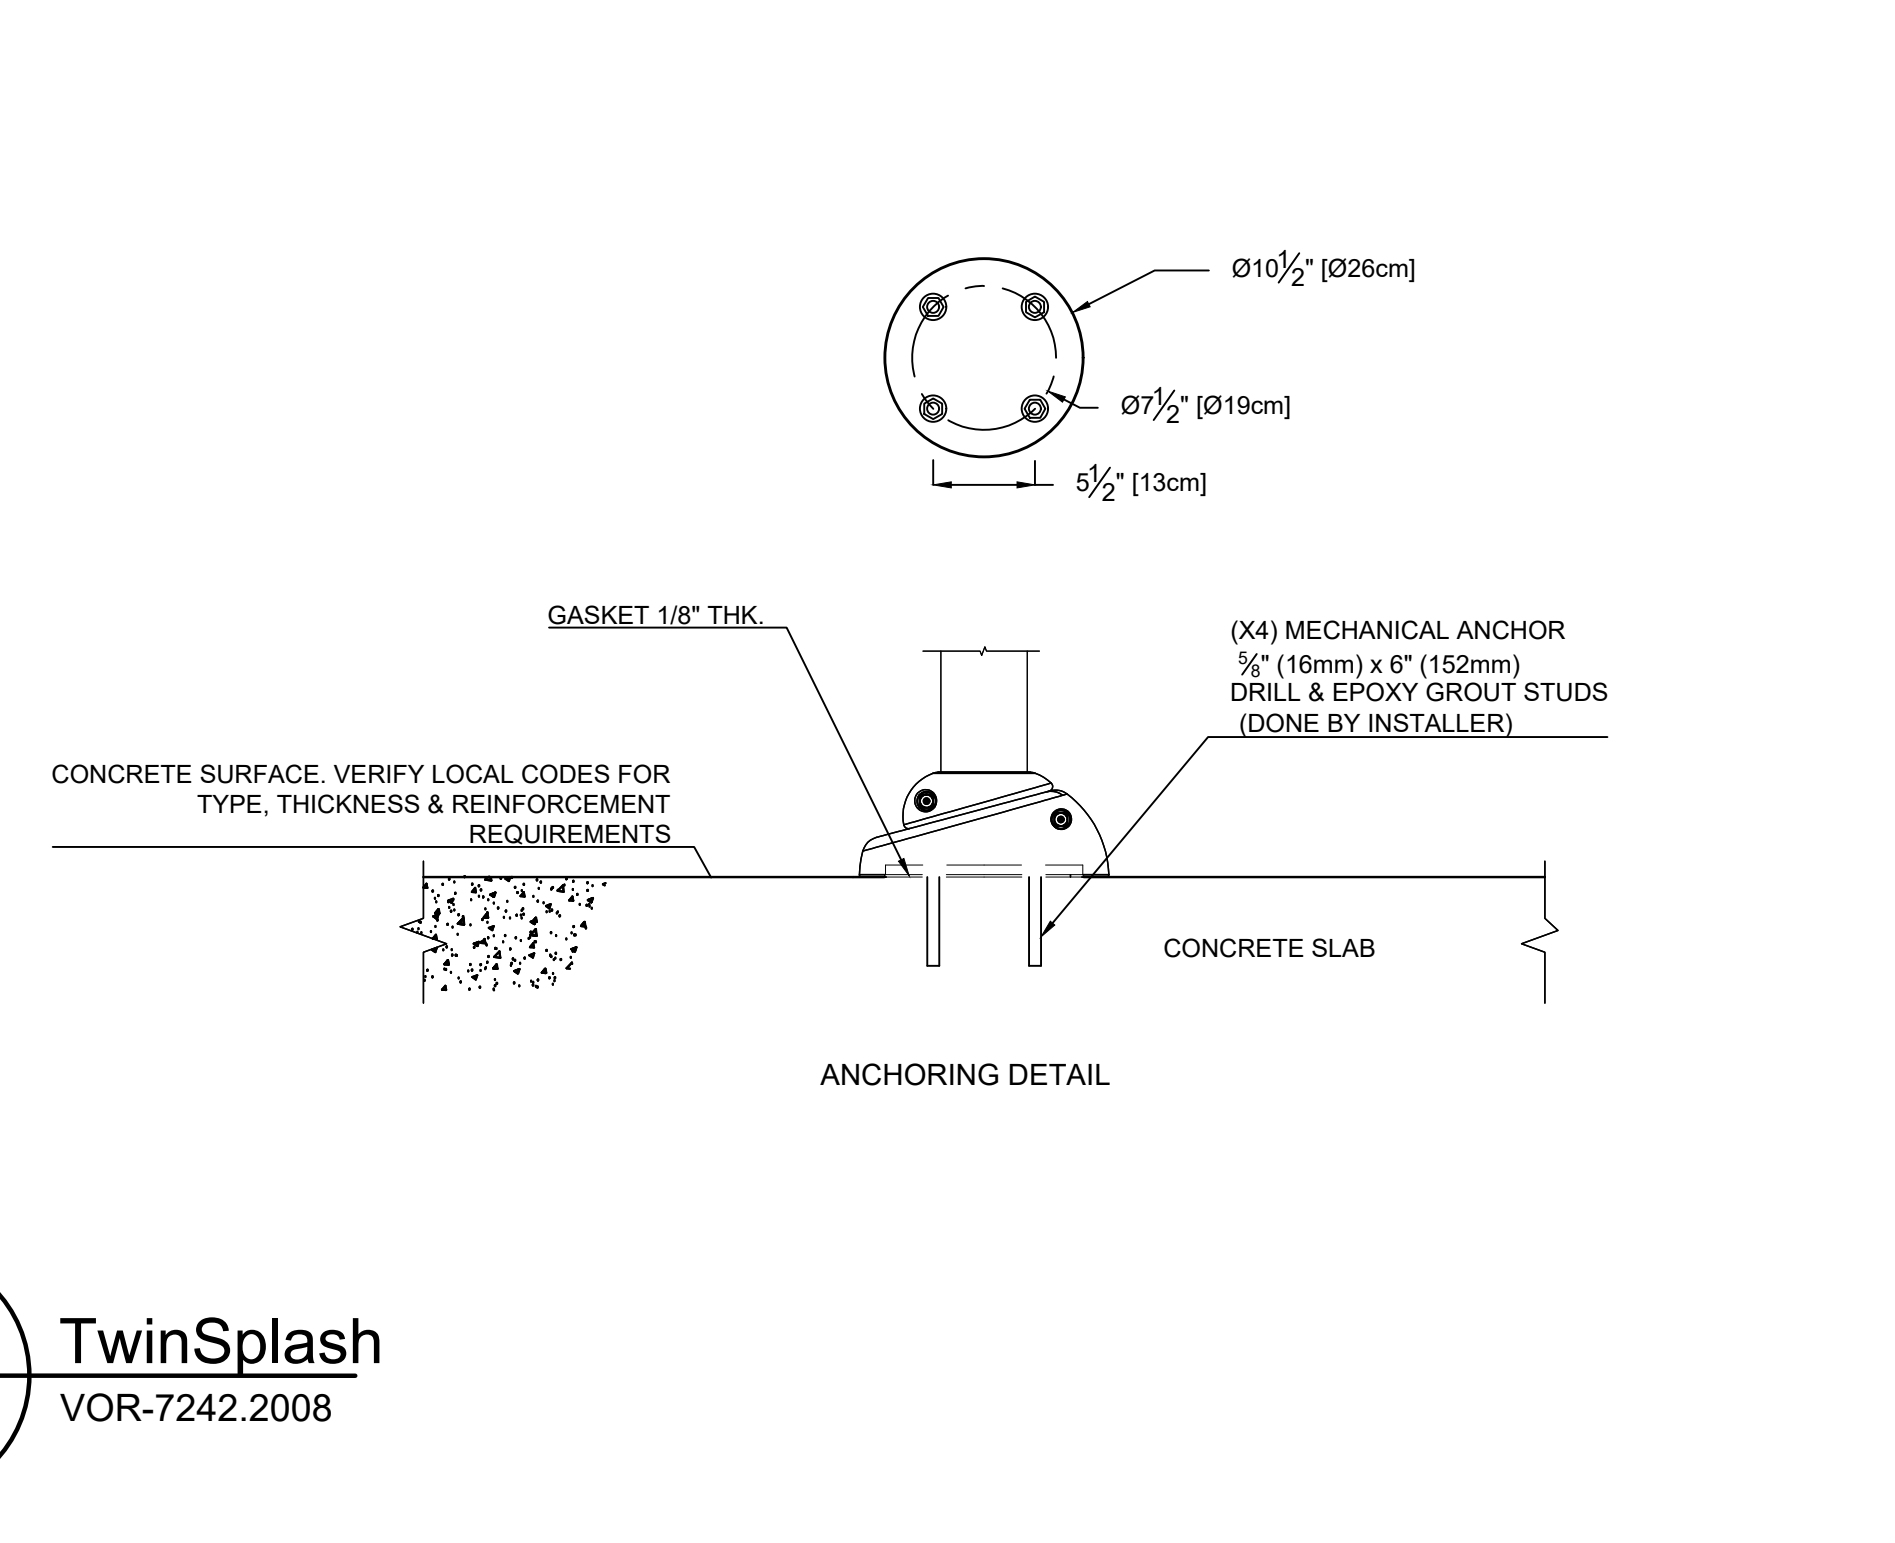 Ø10½" [Ø26cm]
Ø7½" [Ø19cm]
5½" [13cm]
GASKET 1/8" THK.
(X4) MECHANICAL ANCHOR
⅝" (16mm) x 6" (152mm)
DRILL & EPOXY GROUT STUDS
(DONE BY INSTALLER)
CONCRETE SURFACE. VERIFY LOCAL CODES FOR
TYPE, THICKNESS & REINFORCEMENT
REQUIREMENTS
CONCRETE SLAB
ANCHORING DETAIL
TwinSplash
VOR-7242.2008